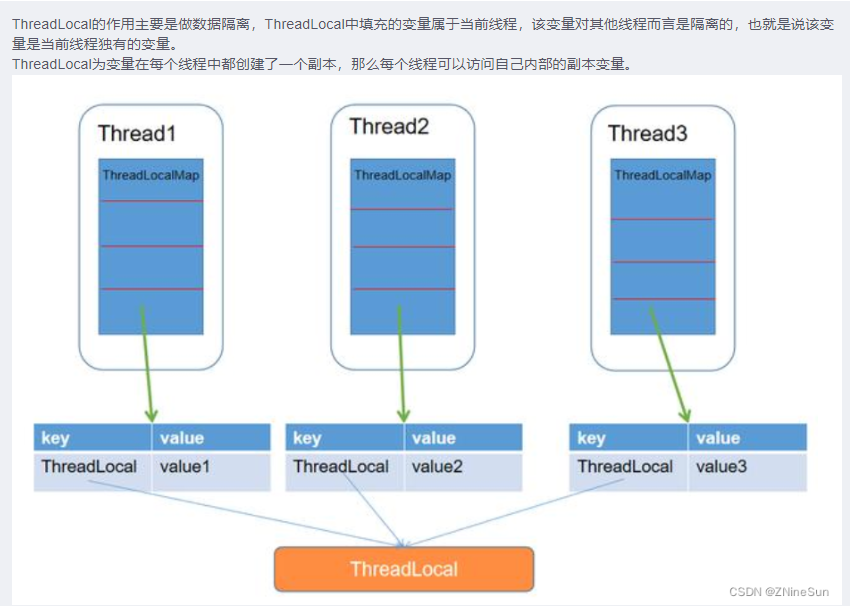 ThreadLocal的作用主要是做数据隔离，ThreadLocal中填充的变量属于当前线程，该变量对其他线程而言是隔离的，也就是说该变
量是当前线程独有的变量。
ThreadLocal为变量在每个线程中都创建了一个副本，那么每个线程可以访问自己内部的副本变量。
Thread1
Thread2
Thread3
ThreadLocalMap
ThreadLocalMap
ThreadLocalMap
key value
key value
key value
ThreadLocal value1
ThreadLocal value2
ThreadLocal value3
ThreadLocal
CSDN @ZNineSun